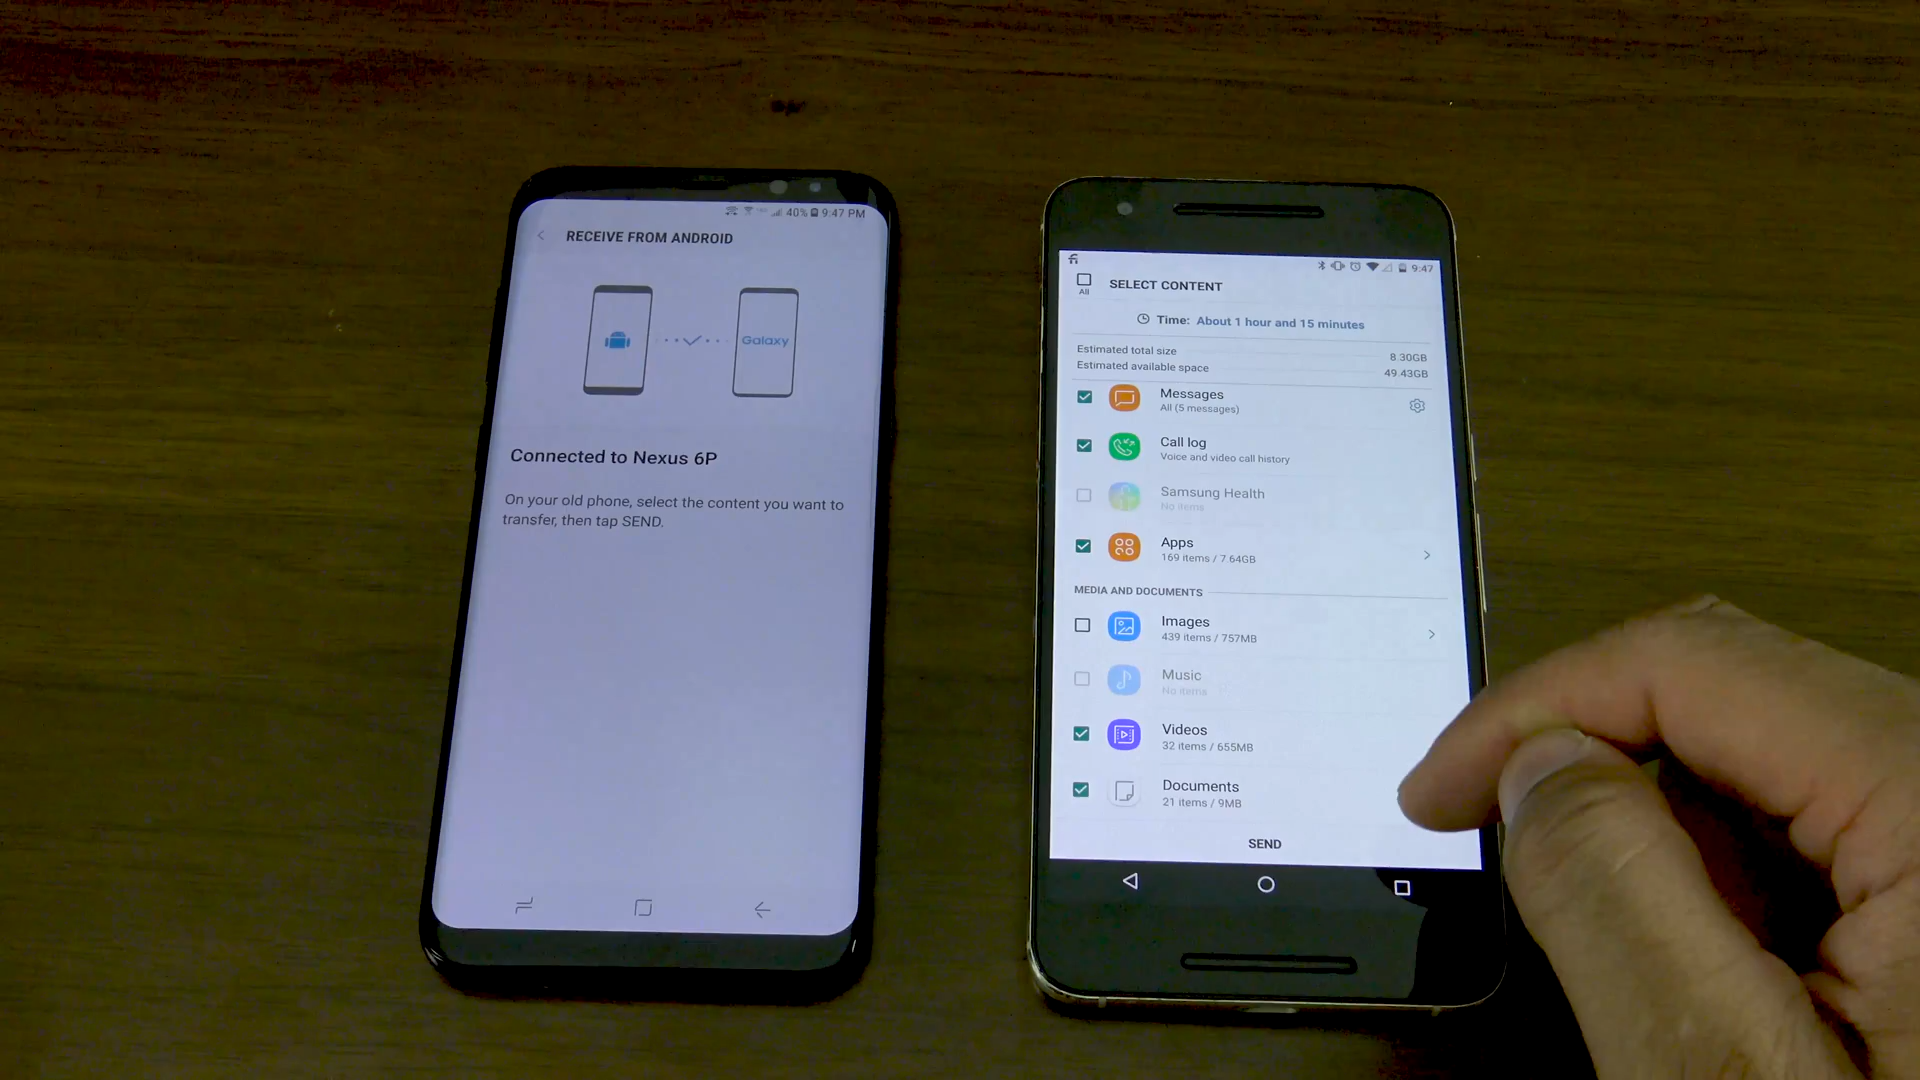 40% 9:47 PM
RECEIVE FROM ANDROID
Galaxy
Connected to Nexus 6P
On your old phone, select the content you want to
transfer, then tap SEND.
9:47
All
SELECT CONTENT
Time: About 1 hour and 15 minutes
Estimated total size 8.30GB
Estimated available space 49.43GB
Messages
All (5 messages)
Call log
Voice and video call history
Samsung Health
No items
Apps
169 items / 7.64GB
MEDIA AND DOCUMENTS
Images
439 items / 757MB
Music
No items
Videos
32 items / 655MB
Documents
21 items / 9MB
SEND